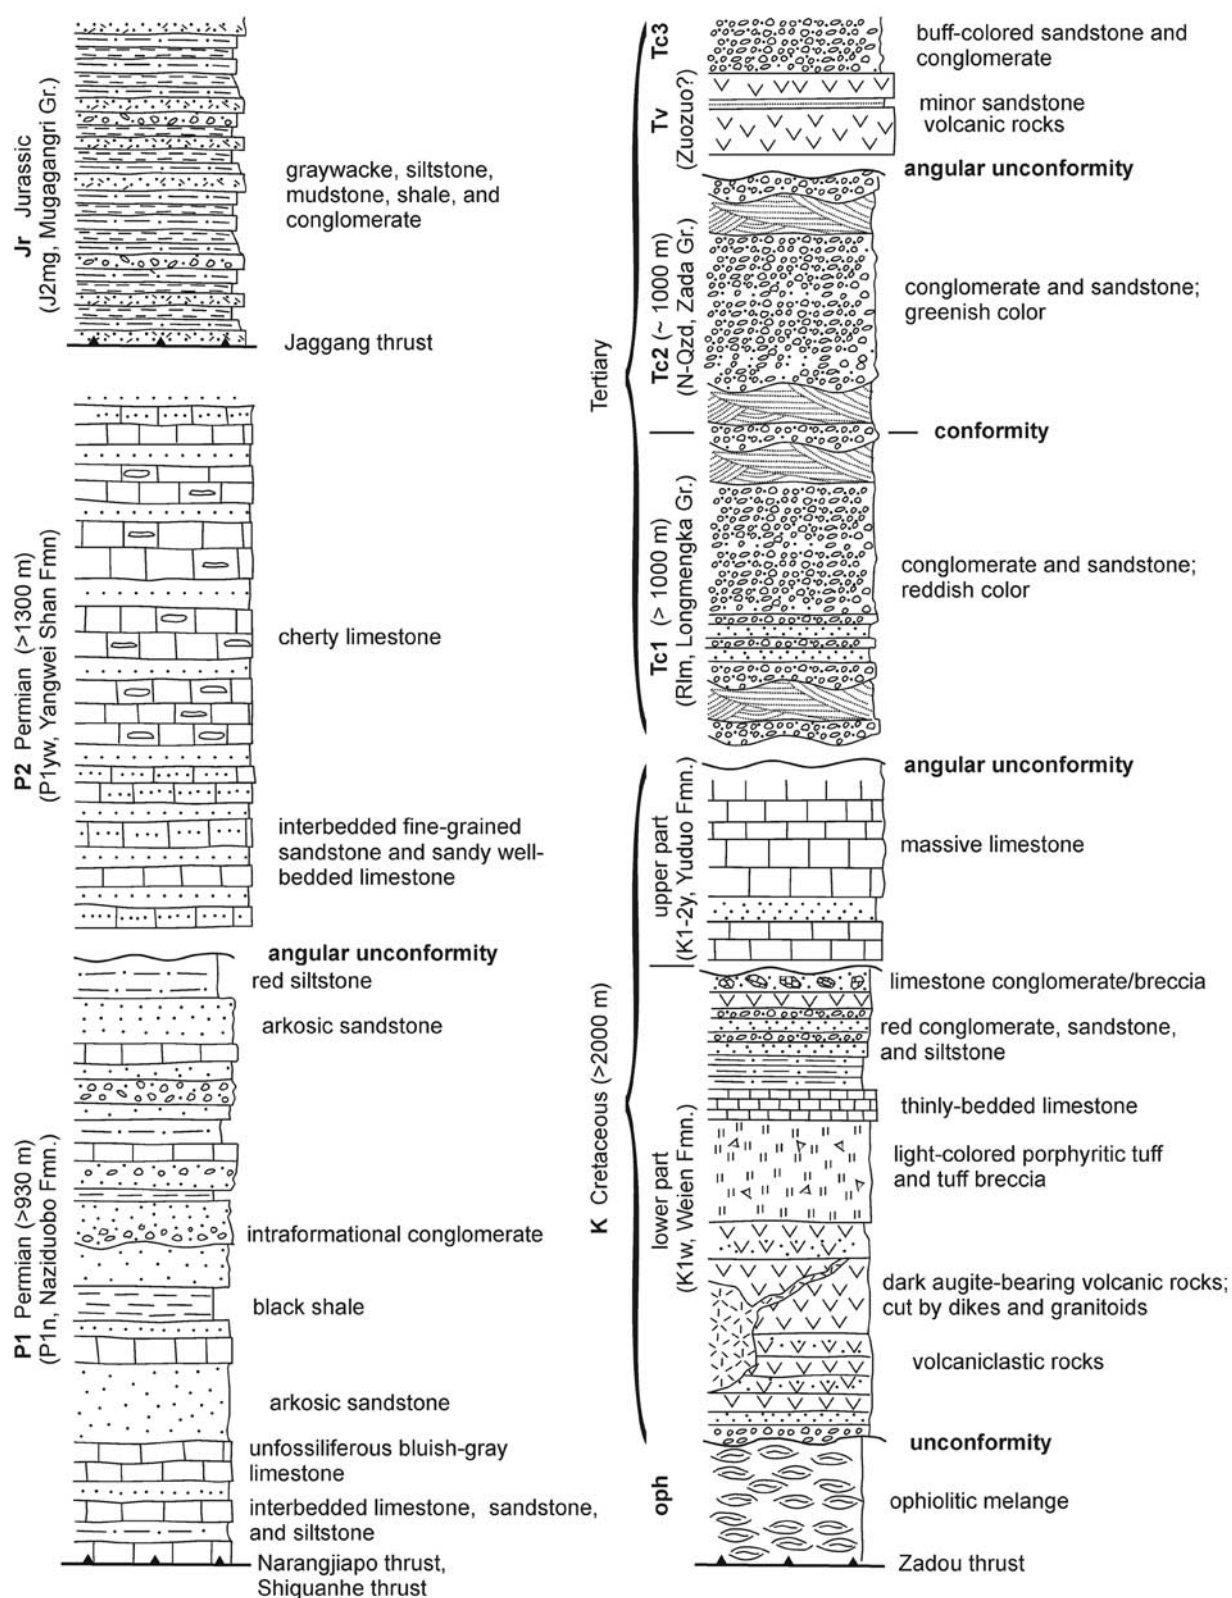 Jr Jurassic
(J2mg, Mugagangri Gr.)
graywacke, siltstone,
mudstone, shale, and
conglomerate
Jaggang thrust
P2 Permian (>1300 m)
(P1yw, Yangwei Shan Fmn)
cherty limestone
interbedded fine-grained
sandstone and sandy well-
bedded limestone
angular unconformity
P1 Permian (>930 m)
(P1n, Naziduobo Fmn.)
red siltstone
arkosic sandstone
intraformational conglomerate
black shale
arkosic sandstone
unfossiliferous bluish-gray
limestone
interbedded limestone, sandstone,
and siltstone
Narangjiapo thrust,
Shiquanhe thrust
Tertiary
Tc3
buff-colored sandstone and
conglomerate
Tv
(Zuozuo?)
minor sandstone
volcanic rocks
angular unconformity
Tc2 (~ 1000 m)
(N-Qzd, Zada Gr.)
conglomerate and sandstone;
greenish color
conformity
Tc1 (> 1000 m)
(Rlm, Longmengka Gr.)
conglomerate and sandstone;
reddish color
angular unconformity
K Cretaceous (>2000 m)
upper part
(K1-2y, Yuduo Fmn.)
massive limestone
lower part
(K1w, Weien Fmn.)
limestone conglomerate/breccia
red conglomerate, sandstone,
and siltstone
thinly-bedded limestone
light-colored porphyritic tuff
and tuff breccia
dark augite-bearing volcanic rocks;
cut by dikes and granitoids
volcaniclastic rocks
unconformity
oph
ophiolitic melange
Zadou thrust